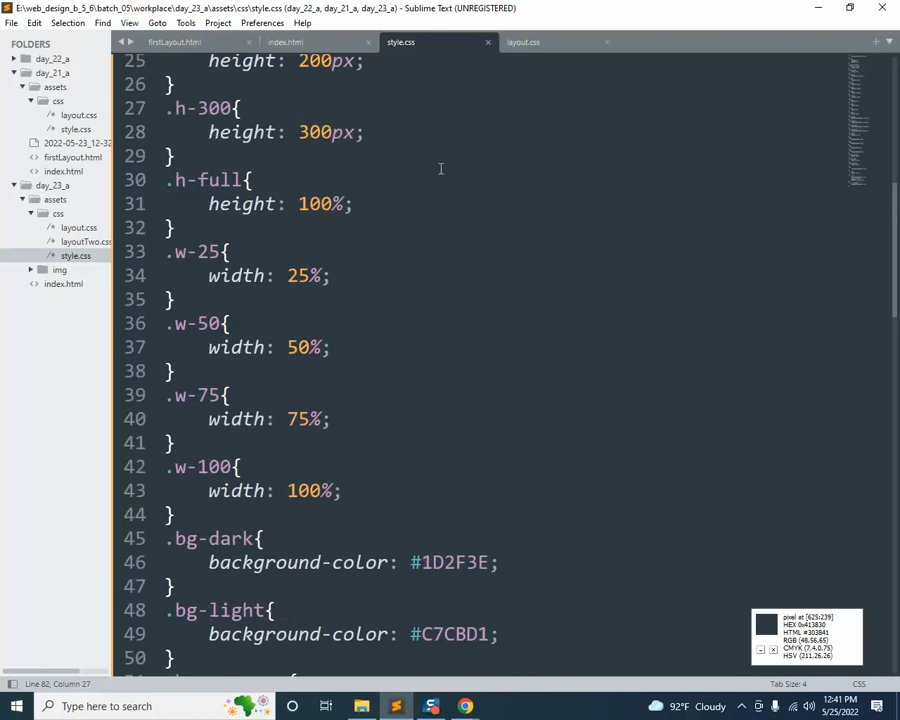 E:\web_design_b_5_6\batch_05\workplace\day_23_a\assets\css\style.css (day_22_a, day_21_a, day_23_a) - Sublime Text (UNREGISTERED)
File Edit Selection Find View Goto Tools Project Preferences Help
FOLDERS
day_22_a
day_21_a
assets
css
layout.css
style.css
2022-05-23_12-32
firstLayout.html
index.html
day_23_a
assets
css
layout.css
layoutTwo.css
style.css
img
index.html
firstLayout.html index.html style.css layout.css
25 height: 200px;
26 }
27 .h-300{
28 height: 300px;
29 }
30 .h-full{
31 height: 100%;
32 }
33 .w-25{
34 width: 25%;
35 }
36 .w-50{
37 width: 50%;
38 }
39 .w-75{
40 width: 75%;
41 }
42 .w-100{
43 width: 100%;
44 }
45 .bg-dark{
46 background-color: #1D2F3E;
47 }
48 .bg-light{
49 background-color: #C7CBD1;
50 }
pixel at [625:239]
HEX 0x413830
HTML #303841
RGB (48,56,65)
CMYK (7.4,0,75)
HSV (211,26,26)
Line 82, Column 27
Tab Size: 4 CSS
Type here to search
92°F Cloudy
12:41 PM
5/25/2022